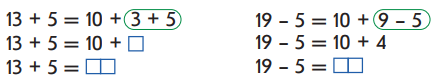 13 + 5 = 10 + 3 + 5
13 + 5 = 10 + □
13 + 5 = □□
19 – 5 = 10 + 9 – 5
19 – 5 = 10 + 4
19 – 5 = □□